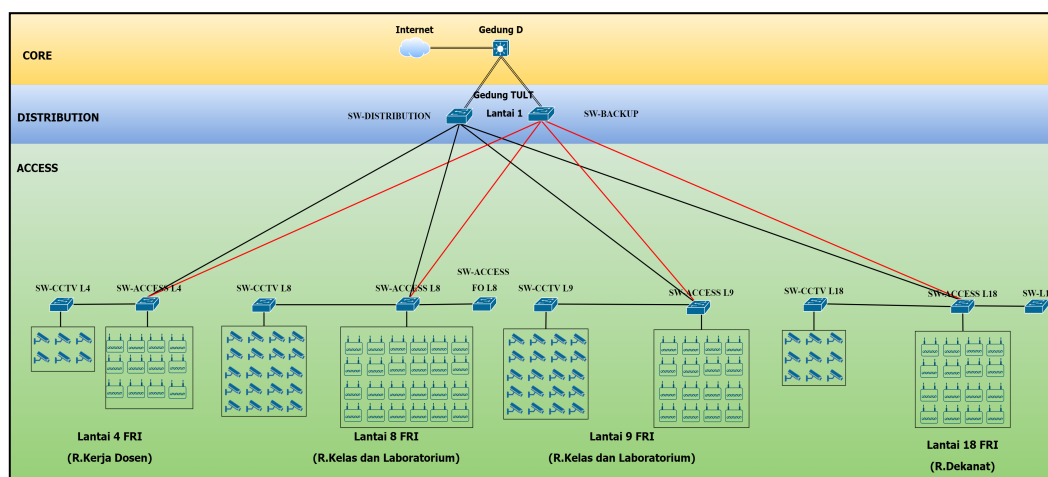 Internet
Gedung D
CORE
Gedung TULT
Lantai 1
DISTRIBUTION
SW-DISTRIBUTION
SW-BACKUP
ACCESS
SW-ACCESS
FO L8
SW-CCTV L4
SW-ACCESS L4
SW-CCTV L8
SW-ACCESS L8
SW-CCTV L9
SW-ACCESS L9
SW-CCTV L18
SW-ACCESS L18
Lantai 4 FRI
(R.Kerja Dosen)
Lantai 8 FRI
(R.Kelas dan Laboratorium)
Lantai 9 FRI
(R.Kelas dan Laboratorium)
Lantai 18 FRI
(R.Dekanat)